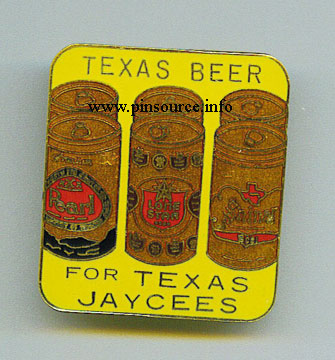 TEXAS BEER
www.pinsource.info
Pearl
LONE
STAR
FOR TEXAS
JAYCEES